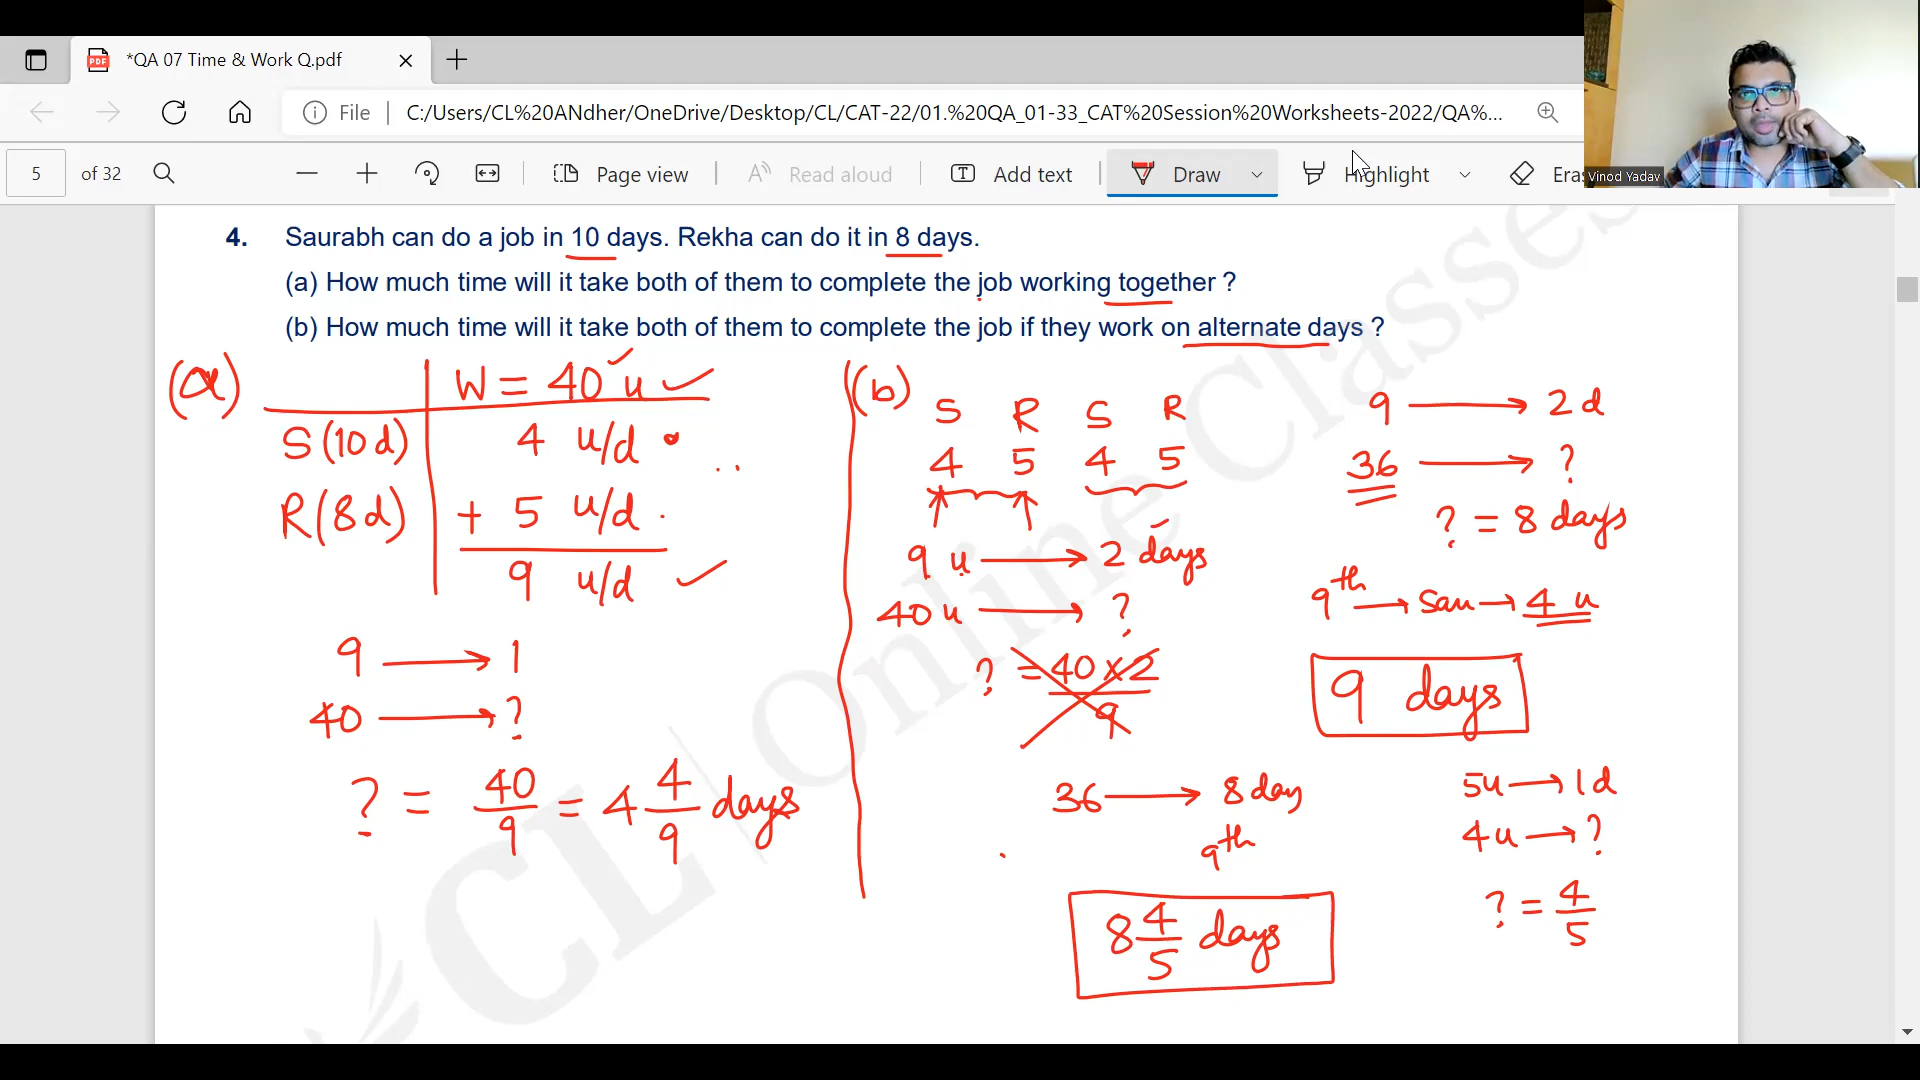 *QA 07 Time & Work Q.pdf
File C:/Users/CL%20ANdher/OneDrive/Desktop/CL/CAT-22/01.%20QA_01-33_CAT%20Session%20Worksheets-2022/QA%...
5 of 32 Page view Read aloud Add text Draw Highlight
Vinod Yadav
4. Saurabh can do a job in 10 days. Rekha can do it in 8 days.
(a) How much time will it take both of them to complete the job working together ?
(b) How much time will it take both of them to complete the job if they work on alternate days ?
(a)
W = 40 u
S (10 d) 4 u/d
R (8 d) + 5 u/d
9 u/d
9 → 1
40 → ?
? = 40/9 = 4 4/9 days
(b)
S R S R
4 5 4 5
9 u → 2 days
40 u → ?
? = 40 × 2 / 9
36 → 8 day
9th
8 4/5 days
9 → 2 d
36 → ?
? = 8 days
9th → Sau → 4 u
9 days
5u → 1 d
4 u → ?
? = 4/5
CL Online Classes